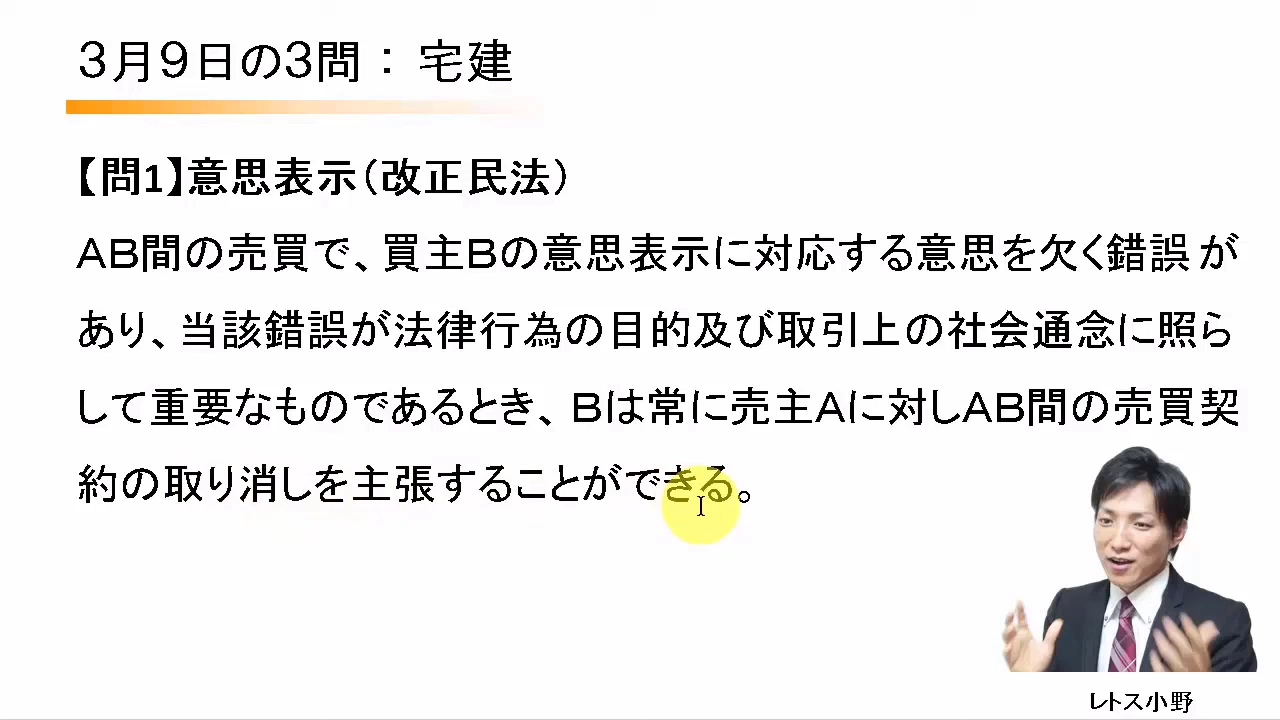 3月9日の3問：宅建
【問1】意思表示（改正民法）
ＡＢ間の売買で、買主Ｂの意思表示に対応する意思を欠く錯誤が
あり、当該錯誤が法律行為の目的及び取引上の社会通念に照ら
して重要なものであるとき、Ｂは常に売主Ａに対しＡＢ間の売買契
約の取り消しを主張することができる。
レトス小野